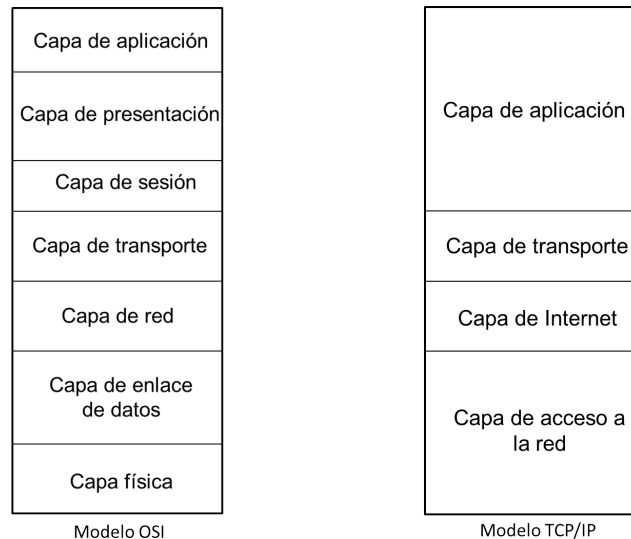 Capa de aplicación
Capa de presentación
Capa de sesión
Capa de transporte
Capa de red
Capa de enlace
de datos
Capa física
Modelo OSI
Capa de aplicación
Capa de transporte
Capa de Internet
Capa de acceso a
la red
Modelo TCP/IP